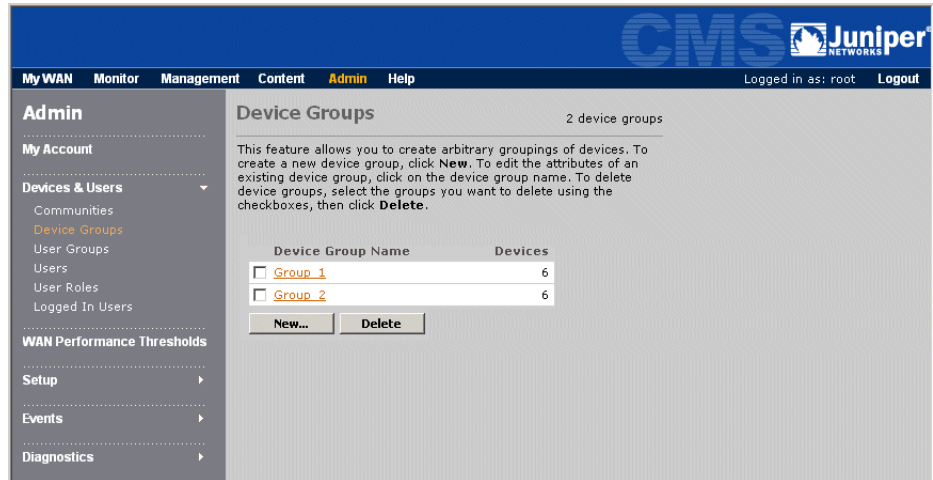 CMS Juniper NETWORKS
My WAN Monitor Management Content Admin Help Logged in as: root Logout
Admin
My Account
Devices & Users
Communities
Device Groups
User Groups
Users
User Roles
Logged In Users
WAN Performance Thresholds
Setup
Events
Diagnostics
Device Groups
2 device groups
This feature allows you to create arbitrary groupings of devices. To
create a new device group, click New. To edit the attributes of an
existing device group, click on the device group name. To delete
device groups, select the groups you want to delete using the
checkboxes, then click Delete.
Device Group Name Devices
Group 1 6
Group 2 6
New... Delete